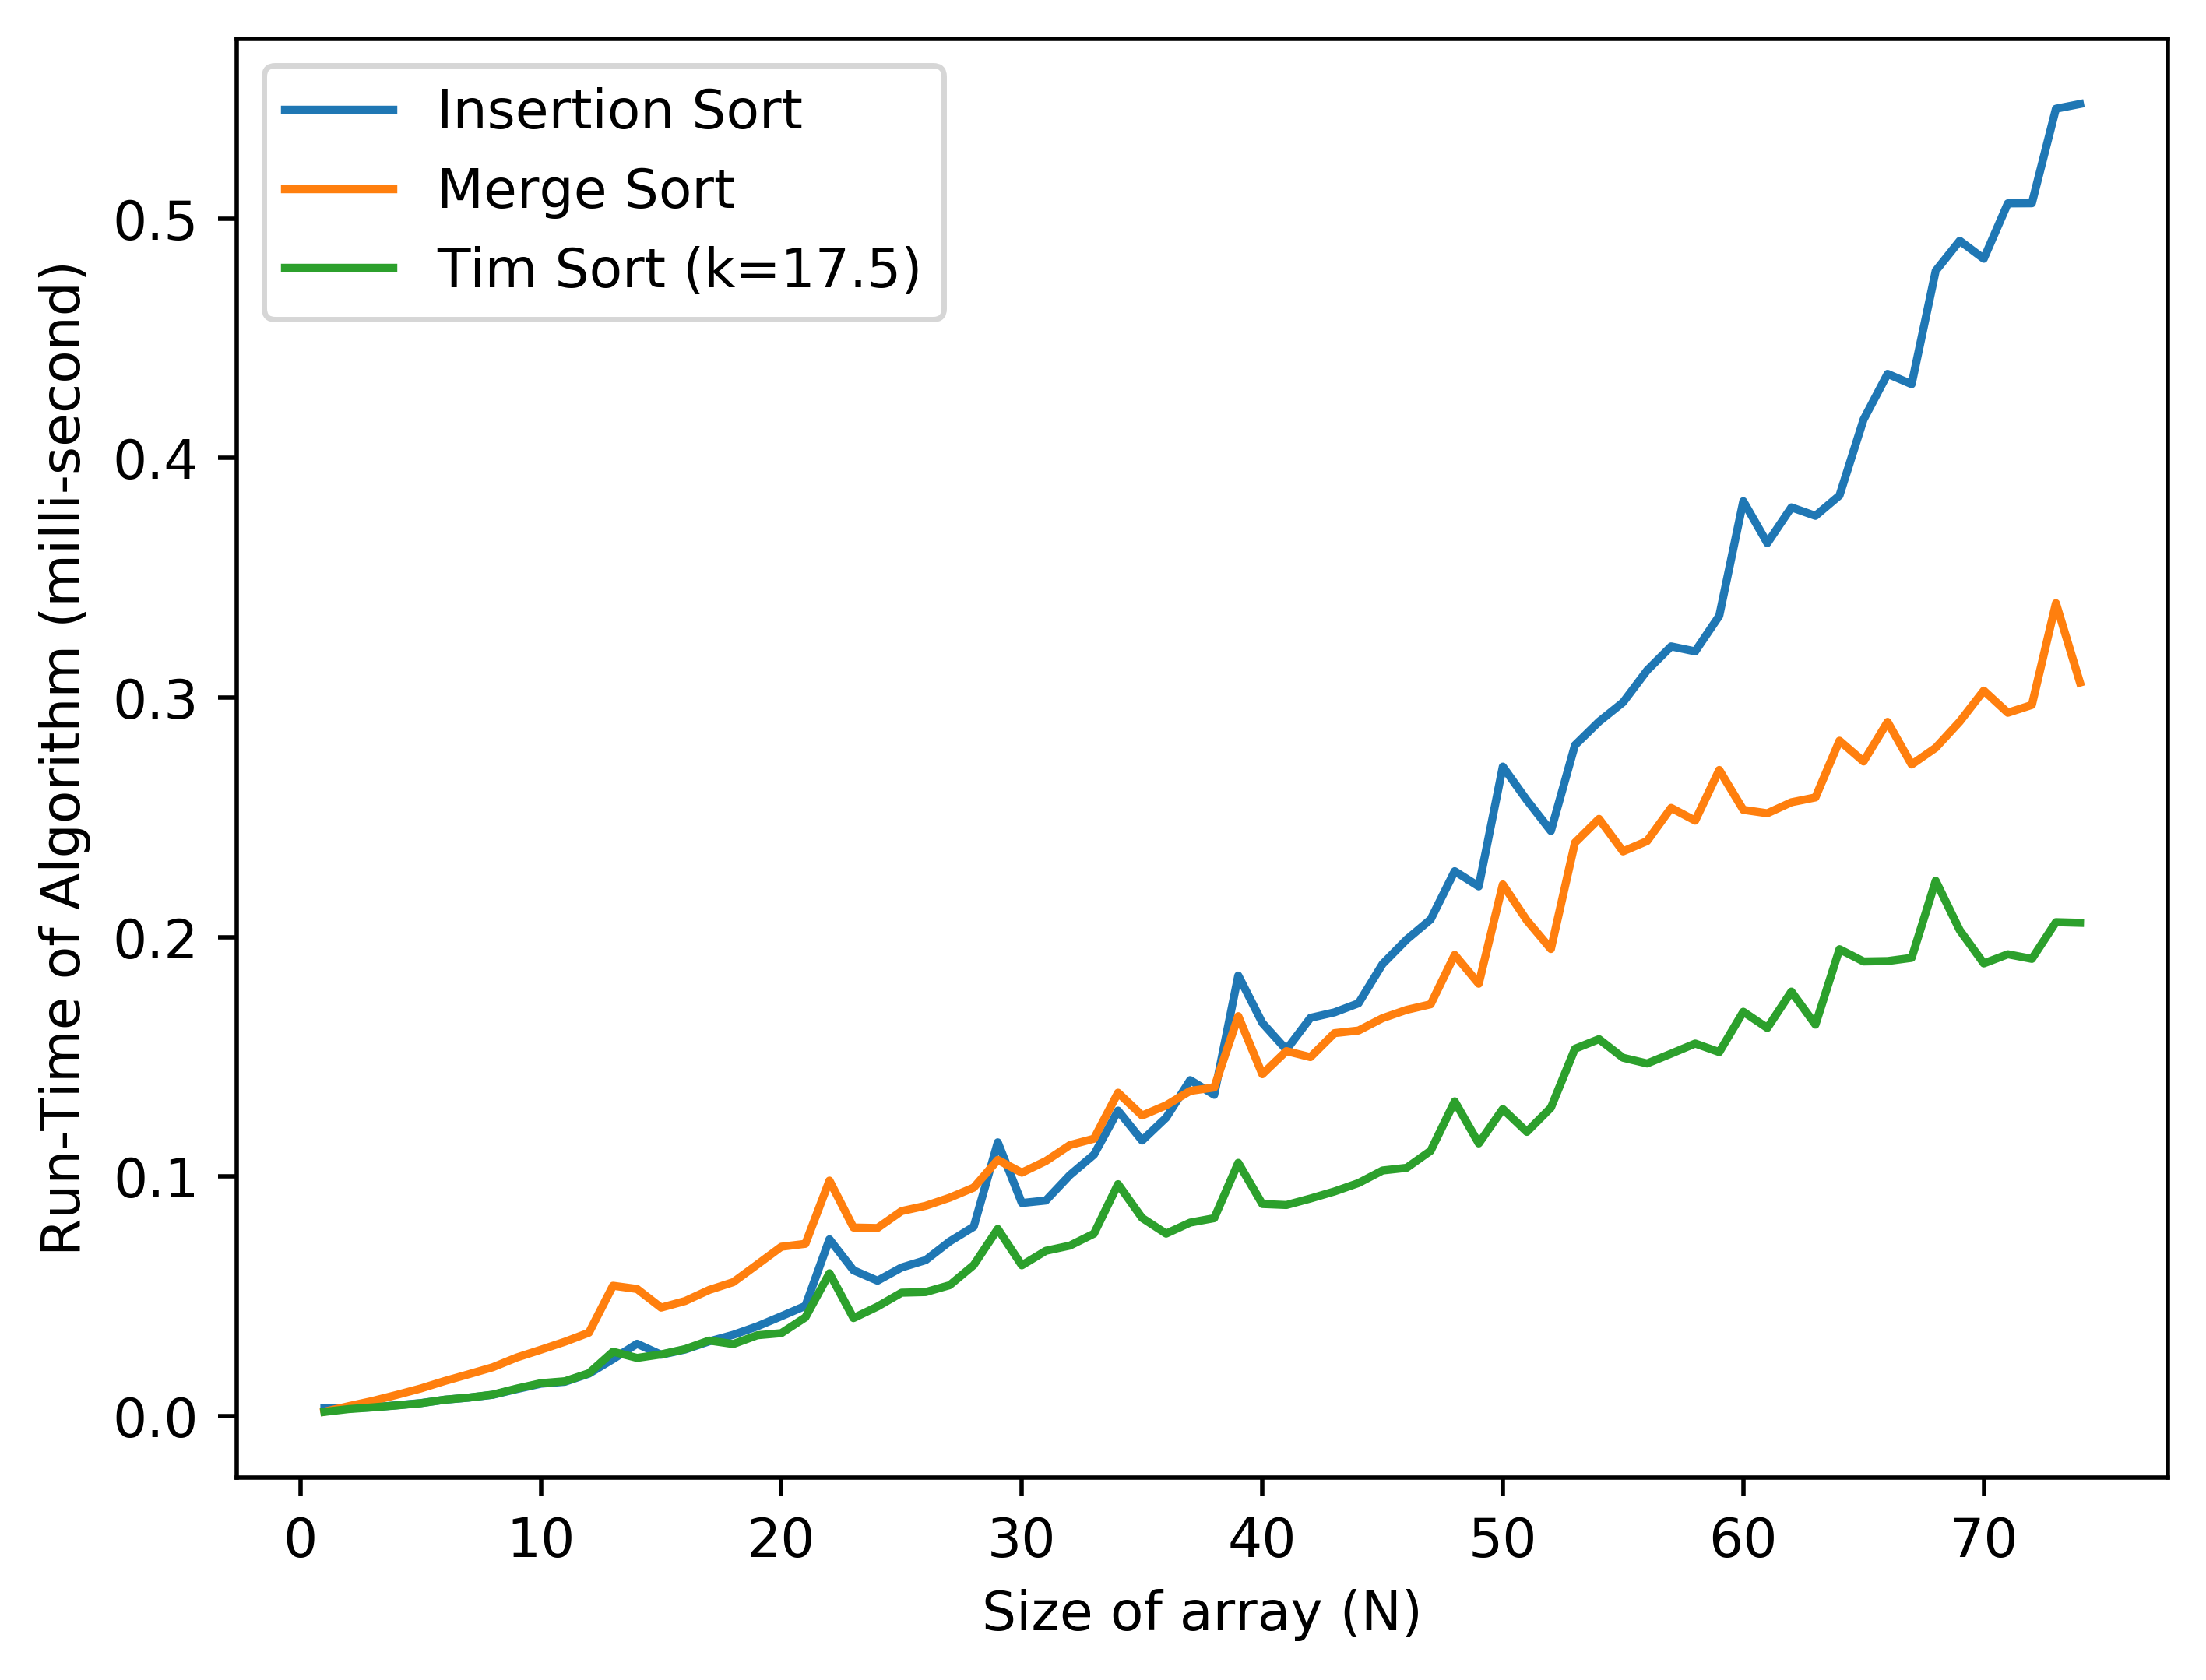 Insertion Sort
Merge Sort
Tim Sort (k=17.5)
Run-Time of Algorithm (milli-second)
0.5
0.4
0.3
0.2
0.1
0.0
0 10 20 30 40 50 60 70
Size of array (N)